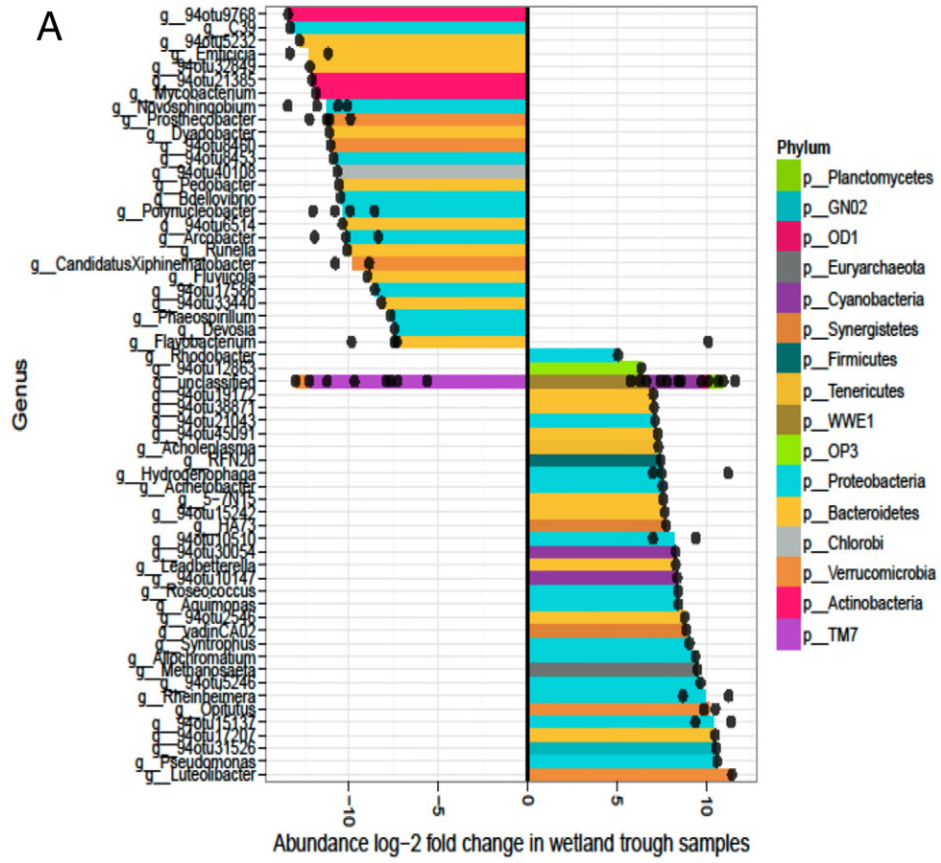 A
g__94otu9768
g__C39
g__94otu5232
g__Emticicia
g__94otu32849
g__94otu21385
g__Mycobacterium
g__Novosphingobium
g__Prosthecobacter
g__Dyadobacter
g__94otu8460
g__94otu8453
g__94otu40108
g__Pedobacter
g__Bdellovibrio
g__Polynucleobacter
g__94otu6514
g__Arcobacter
g__Runella
g__CandidatusXiphinematobacter
g__Fluviicola
g__94otu17586
g__94otu33440
g__Phaeospirillum
g__Devosia
g__Flavobacterium
g__Rhodobacter
g__94otu12863
g__unclassified
g__94otu19172
g__94otu38871
g__94otu21043
g__94otu45091
g__Acholeplasma
g__RFN20
g__Hydrogenophaga
g__Acinetobacter
g__5-7N15
g__94otu15242
g__HA73
g__94otu10510
g__94otu30054
g__Leadbetterella
g__94otu10147
g__Roseococcus
g__Aquimonas
g__94otu2546
g__vadinCA02
g__Syntrophus
g__Allochromatium
g__Methanosaeta
g__94otu5246
g__Rheinheimera
g__Opitutus
g__94otu15137
g__94otu17207
g__94otu31526
g__Pseudomonas
g__Luteolibacter
Genus
-10
-5
0
5
10
Abundance log-2 fold change in wetland trough samples
Phylum
p__Planctomycetes
p__GN02
p__OD1
p__Euryarchaeota
p__Cyanobacteria
p__Synergistetes
p__Firmicutes
p__Tenericutes
p__WWE1
p__OP3
p__Proteobacteria
p__Bacteroidetes
p__Chlorobi
p__Verrucomicrobia
p__Actinobacteria
p__TM7